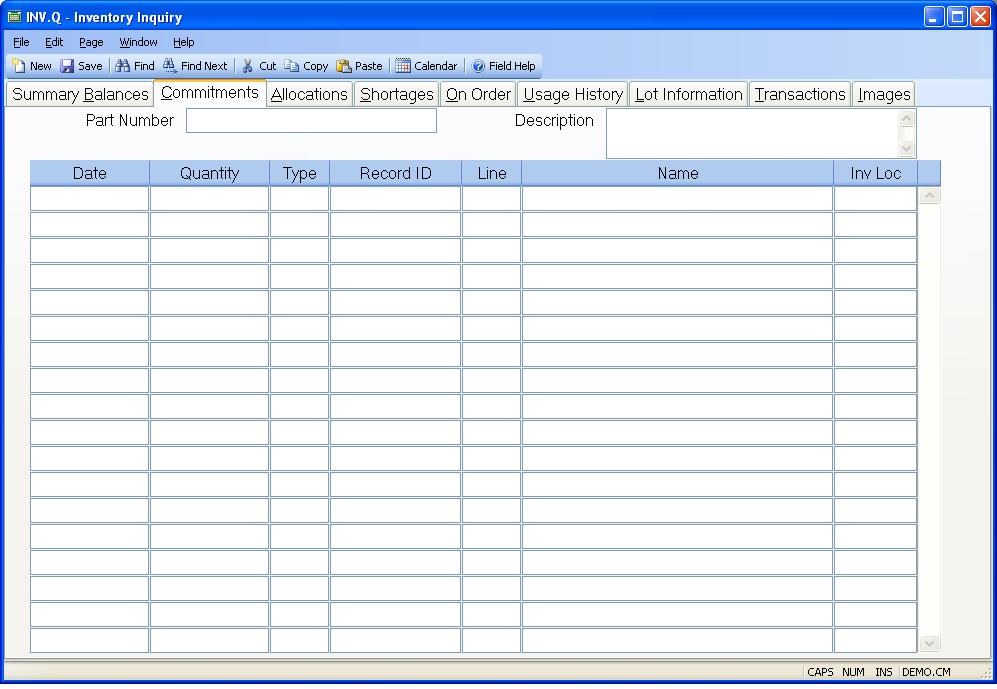 INV.Q - Inventory Inquiry
File Edit Page Window Help
New Save Find Find Next Cut Copy Paste Calendar Field Help
Summary Balances Commitments Allocations Shortages On Order Usage History Lot Information Transactions Images
Part Number Description
Date Quantity Type Record ID Line Name Inv Loc
CAPS NUM INS DEMO.CM